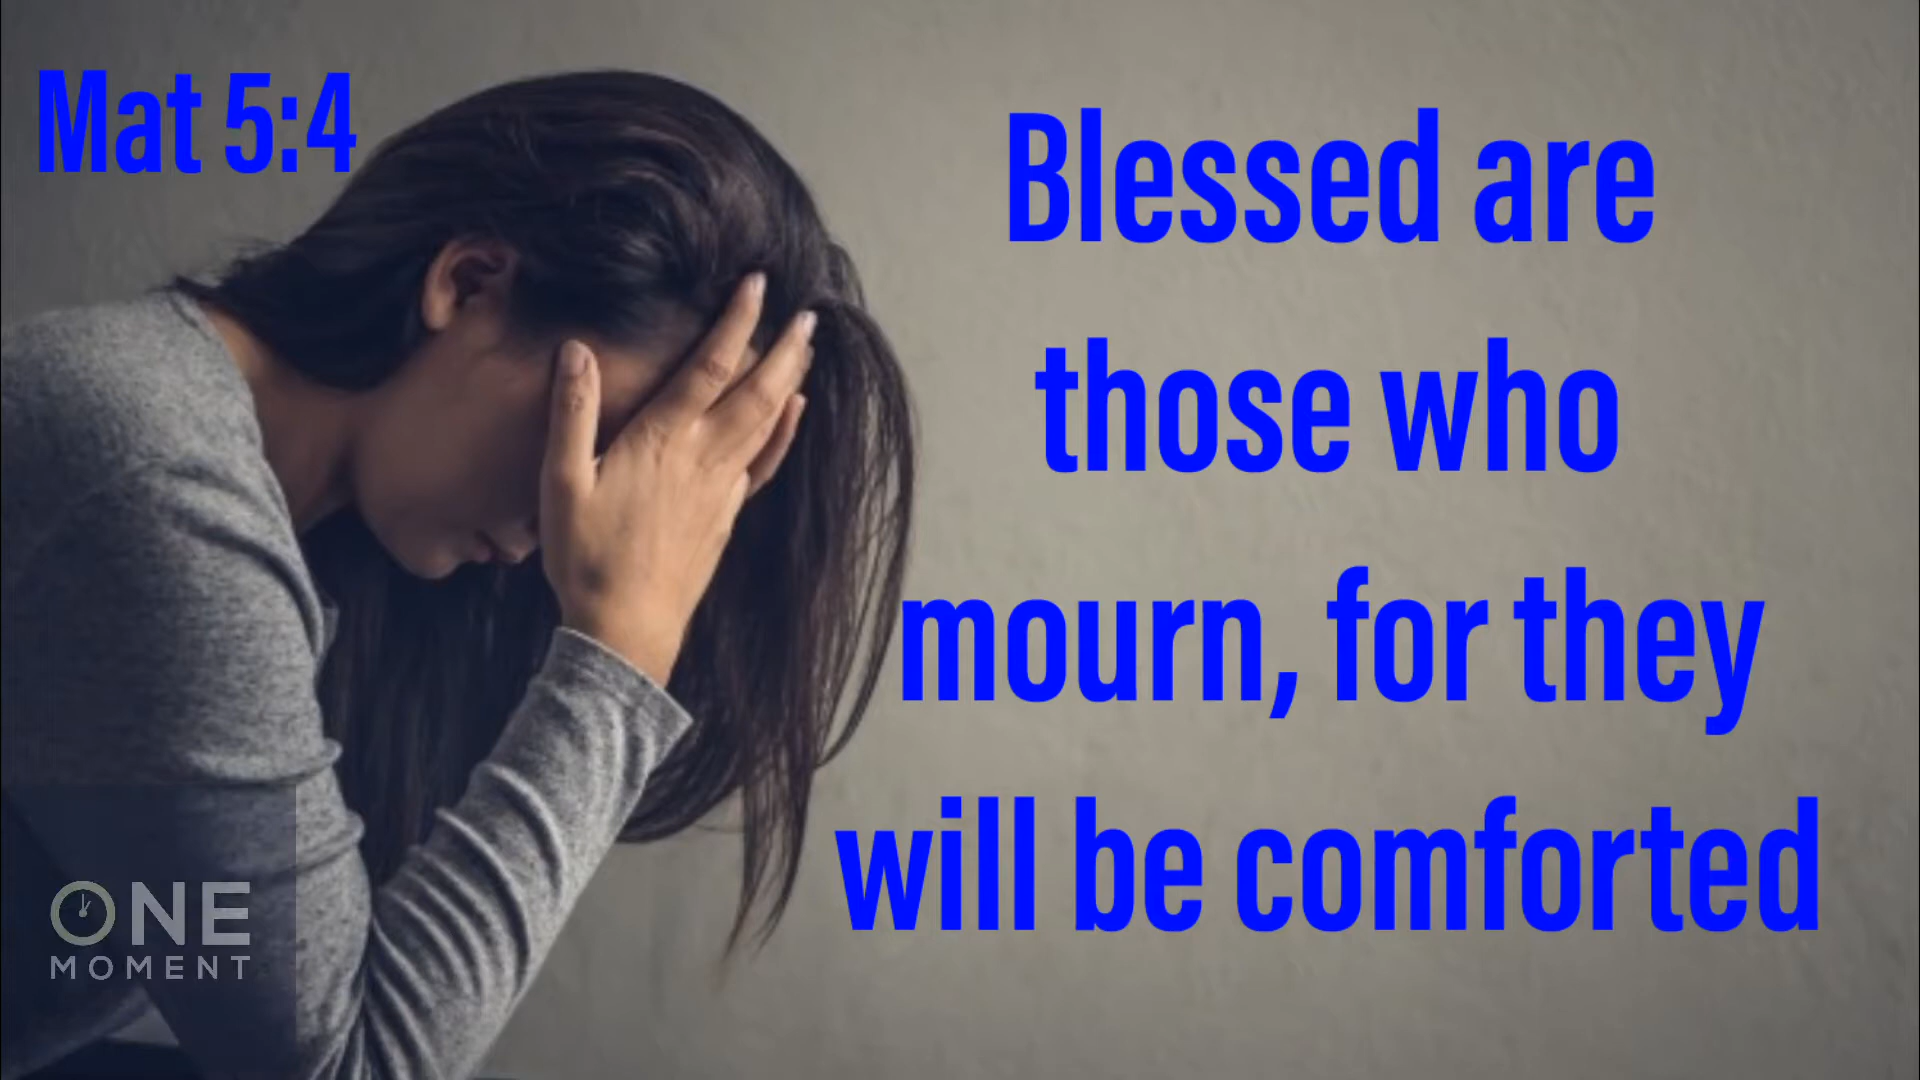 Mat 5:4
Blessed are
those who
mourn, for they
will be comforted
ONE
MOMENT